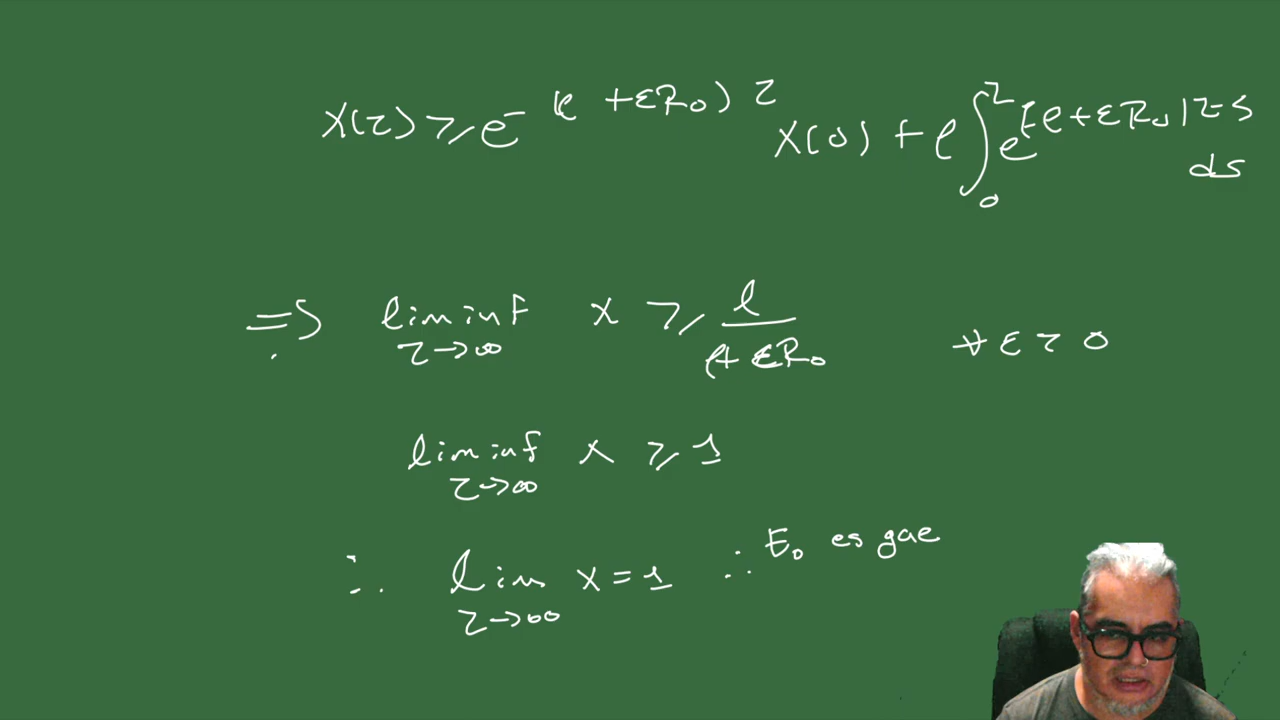 x(τ) ≥ e^{-(ρ + εR₀) τ} x(0) + ρ ∫₀^τ e^{-[ρ + εR₀] τ-s} ds
⇒ lim inf_{τ→∞} x ≥ ρ / (ρ + εR₀) ∀ ε > 0
lim inf_{τ→∞} x ≥ 1
∴ lim_{τ→∞} x = 1 ∴ E₀ es gae